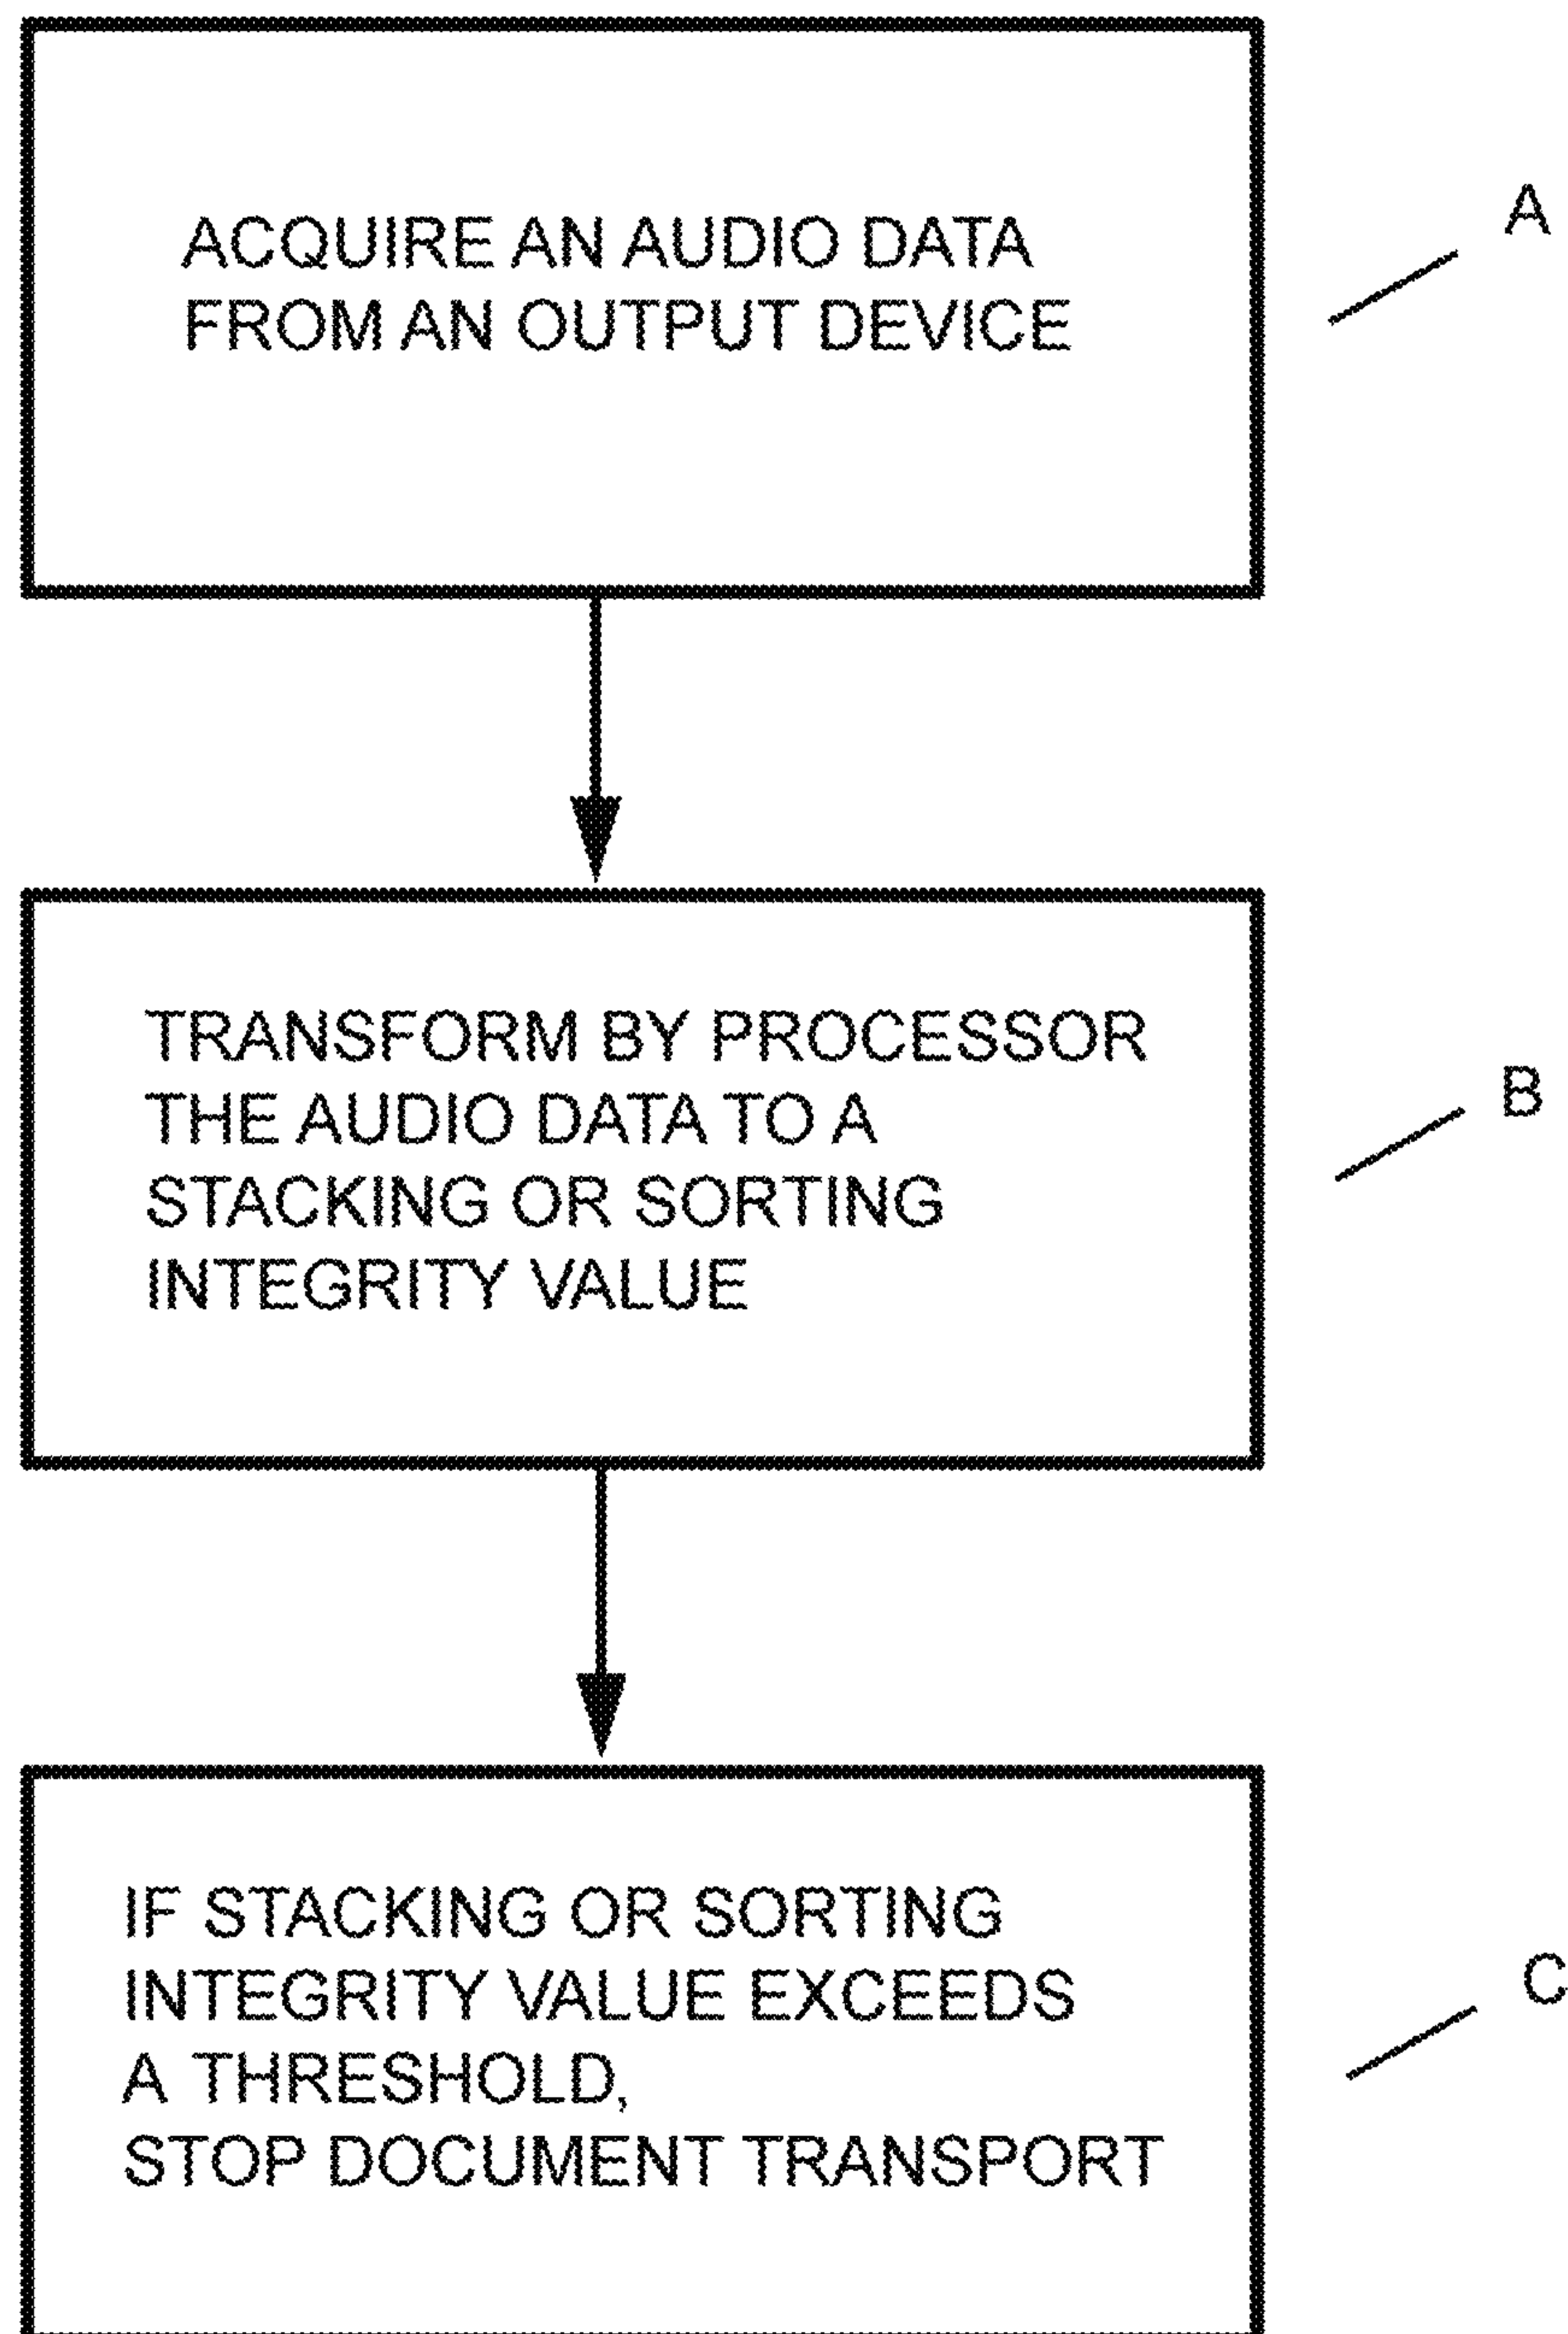 ACQUIRE AN AUDIO DATA
FROM AN OUTPUT DEVICE
A
TRANSFORM BY PROCESSOR
THE AUDIO DATA TO A
STACKING OR SORTING
INTEGRITY VALUE
B
IF STACKING OR SORTING
INTEGRITY VALUE EXCEEDS
A THRESHOLD,
STOP DOCUMENT TRANSPORT
C